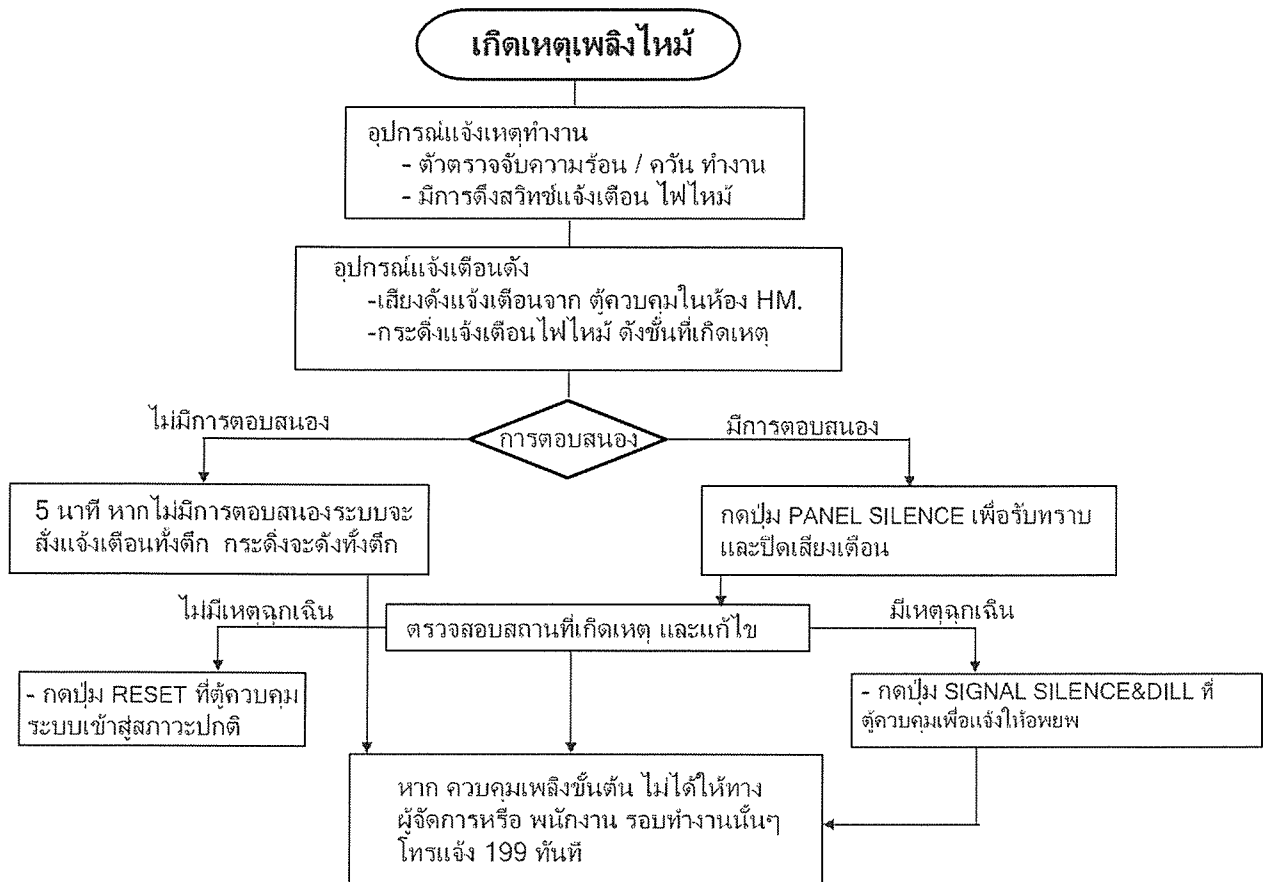 เกิดเหตุเพลิงไหม้
อุปกรณ์แจ้งเหตุทำงาน
- ตัวตรวจจับความร้อน / ควัน ทำงาน
- มีการดึงสวิทช์แจ้งเตือน ไฟไหม้
อุปกรณ์แจ้งเตือนดัง
-เสียงดังแจ้งเตือนจาก ตู้ควบคุมในห้อง HM.
-กระดิ่งแจ้งเตือนไฟไหม้ ดังชั้นที่เกิดเหตุ
ไม่มีการตอบสนอง
การตอบสนอง
มีการตอบสนอง
5 นาที หากไม่มีการตอบสนองระบบจะ
สั่งแจ้งเตือนทั้งตึก กระดิ่งจะดังทั้งตึก
กดปุ่ม PANEL SILENCE เพื่อรับทราบ
และปิดเสียงเตือน
ไม่มีเหตุฉุกเฉิน
ตรวจสอบสถานที่เกิดเหตุ และแก้ไข
มีเหตุฉุกเฉิน
- กดปุ่ม RESET ที่ตู้ควบคุม
ระบบเข้าสู่สภาวะปกติ
- กดปุ่ม SIGNAL SILENCE&DILL ที่
ตู้ควบคุมเพื่อแจ้งให้อพยพ
หาก ควบคุมเพลิงขั้นต้น ไม่ได้ให้ทาง
ผู้จัดการหรือ พนักงาน รอบทำงานนั้นๆ
โทรแจ้ง 199 ทันที